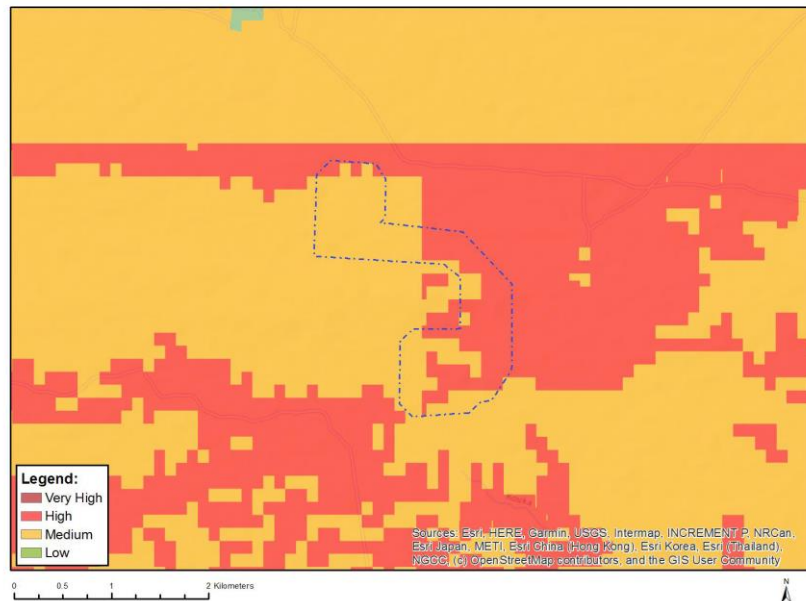 Legend:
Very High
High
Medium
Low
Sources: Esri, HERE, Garmin, USGS, Intermap, INCREMENT P, NRCan,
Esri Japan, METI, Esri China (Hong Kong), Esri Korea, Esri (Thailand),
NGCC, (c) OpenStreetMap contributors, and the GIS User Community
0 0.5 1 2 Kilometers
N